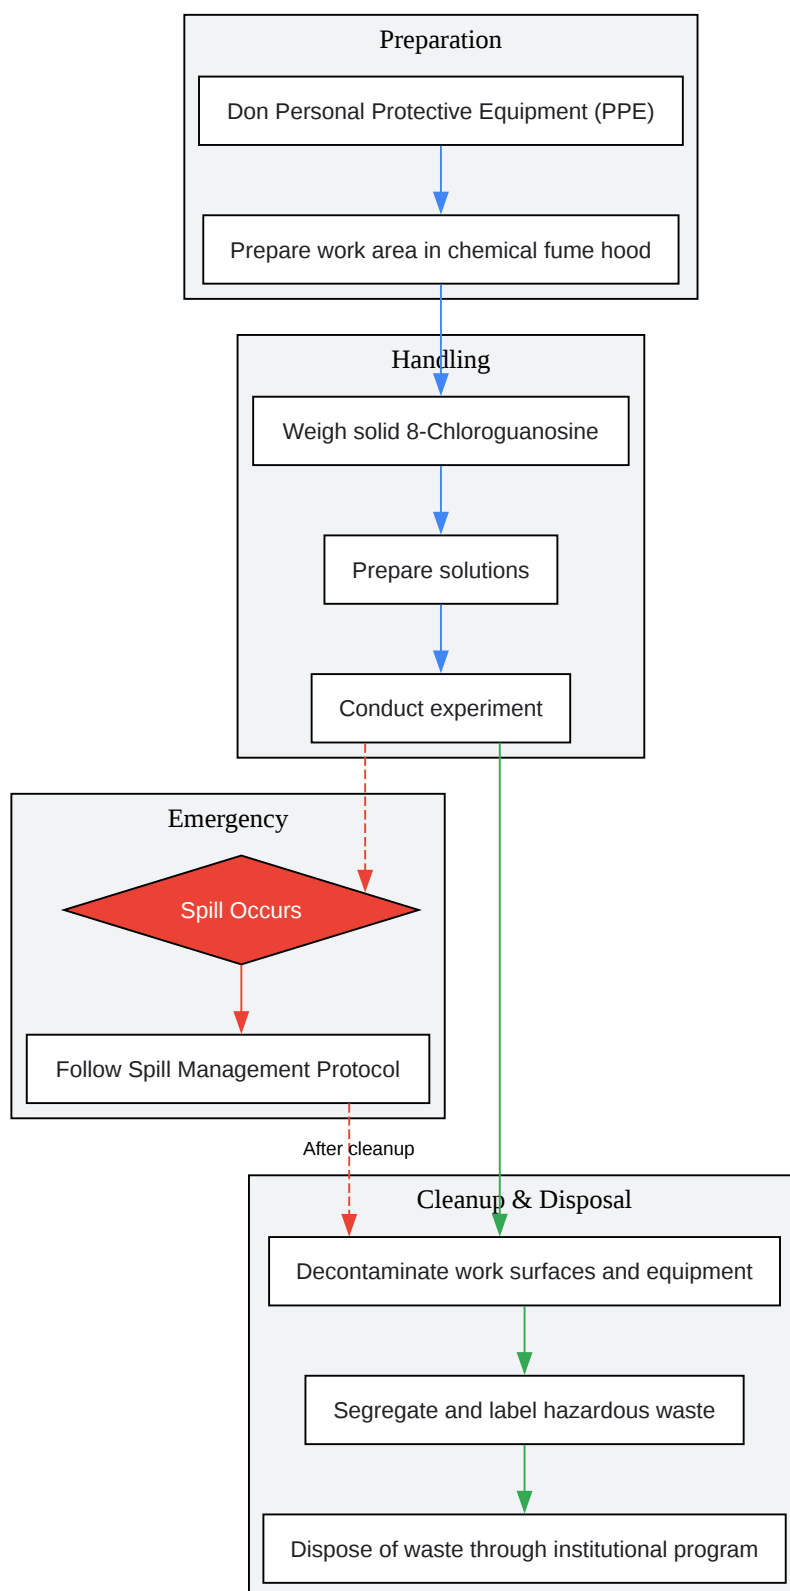 Preparation
Don Personal Protective Equipment (PPE)
Prepare work area in chemical fume hood
Handling
Weigh solid 8-Chloroguanosine
Prepare solutions
Conduct experiment
Emergency
Spill Occurs
Follow Spill Management Protocol
After cleanup
Cleanup & Disposal
Decontaminate work surfaces and equipment
Segregate and label hazardous waste
Dispose of waste through institutional program